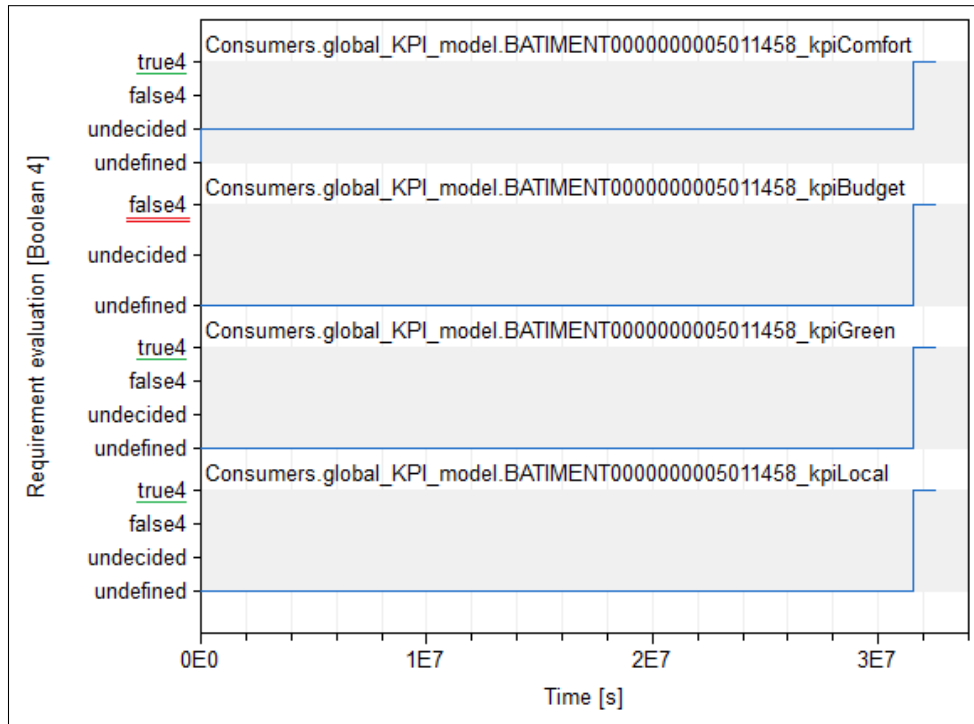 Requirement evaluation [Boolean 4]
Consumers.global_KPI_model.BATIMENT0000000005011458_kpiComfort
true4
false4
undecided
undefined
Consumers.global_KPI_model.BATIMENT0000000005011458_kpiBudget
false4
undecided
undefined
Consumers.global_KPI_model.BATIMENT0000000005011458_kpiGreen
true4
false4
undecided
undefined
Consumers.global_KPI_model.BATIMENT0000000005011458_kpiLocal
true4
false4
undecided
undefined
0E0 1E7 2E7 3E7
Time [s]